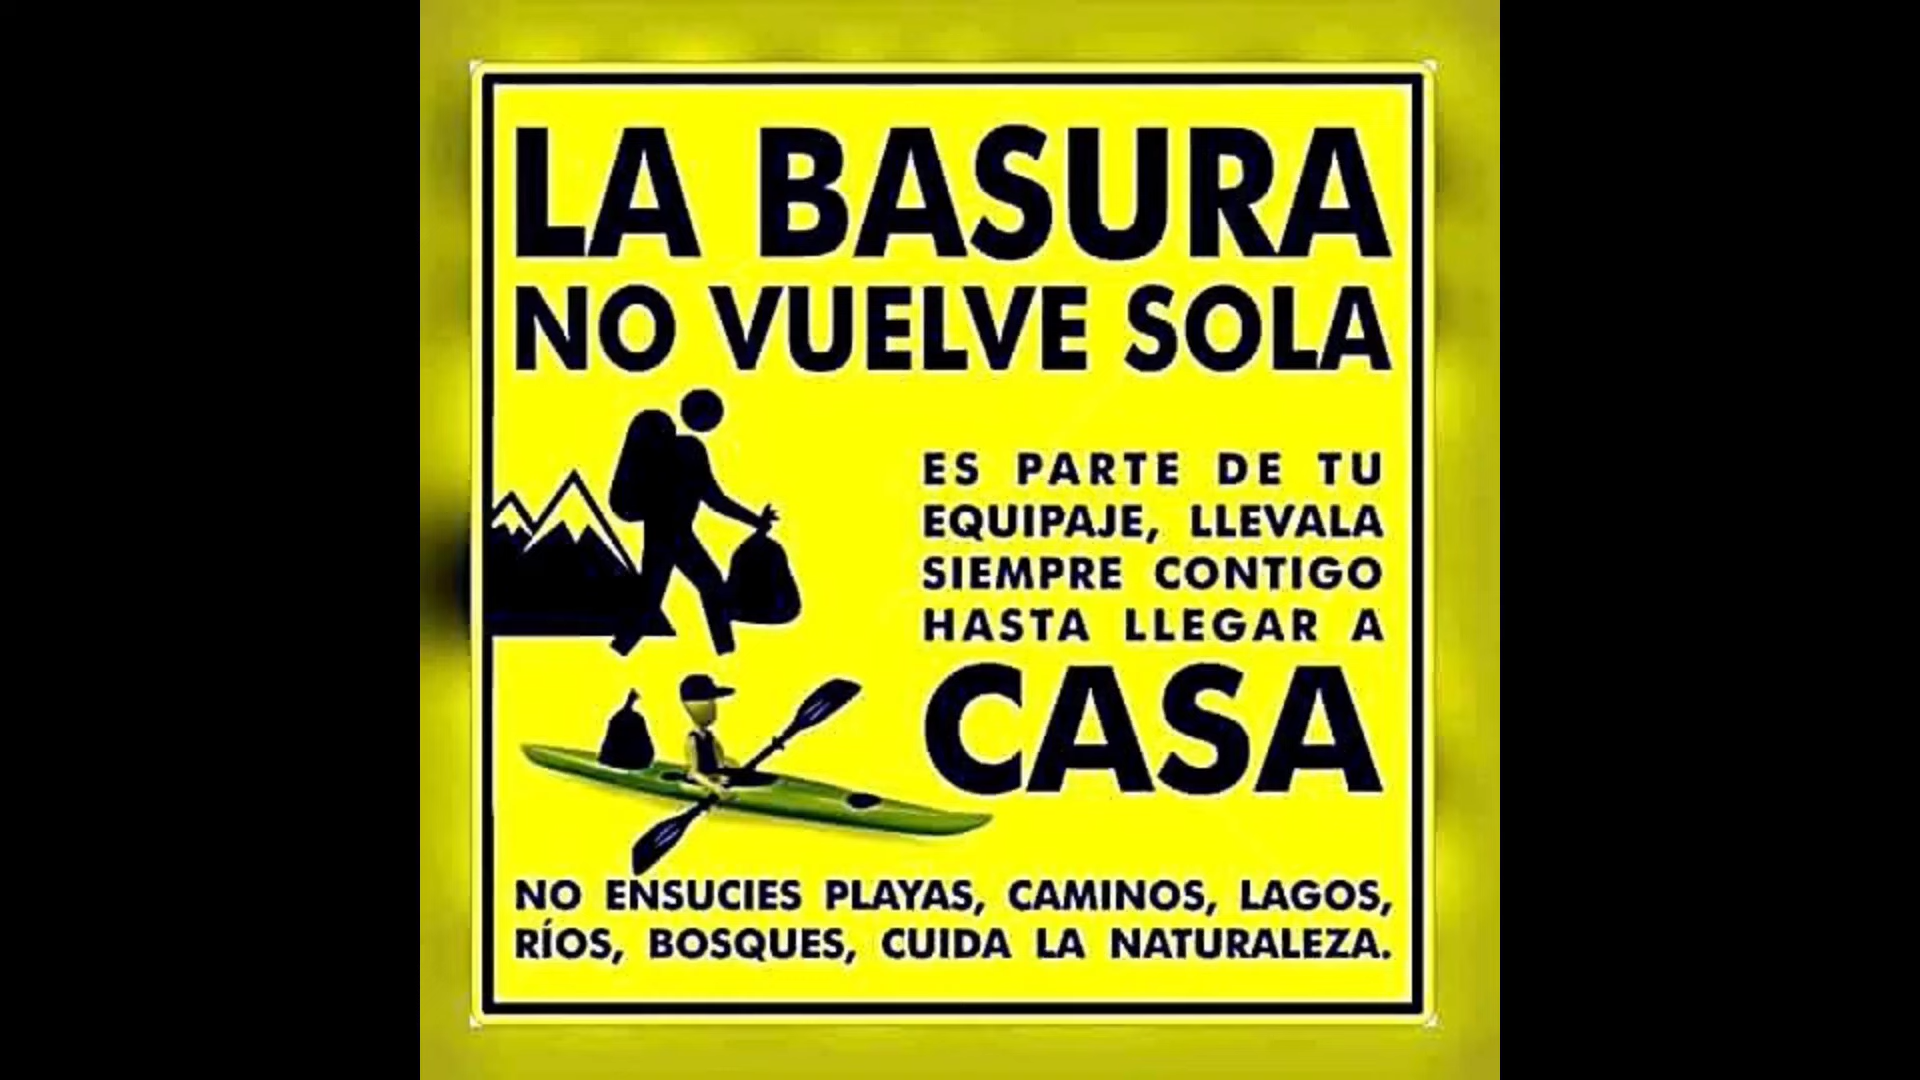 LA BASURA
NO VUELVE SOLA
ES PARTE DE TU
EQUIPAJE, LLEVALA
SIEMPRE CONTIGO
HASTA LLEGAR A
CASA
NO ENSUCIES PLAYAS, CAMINOS, LAGOS,
RÍOS, BOSQUES, CUIDA LA NATURALEZA.